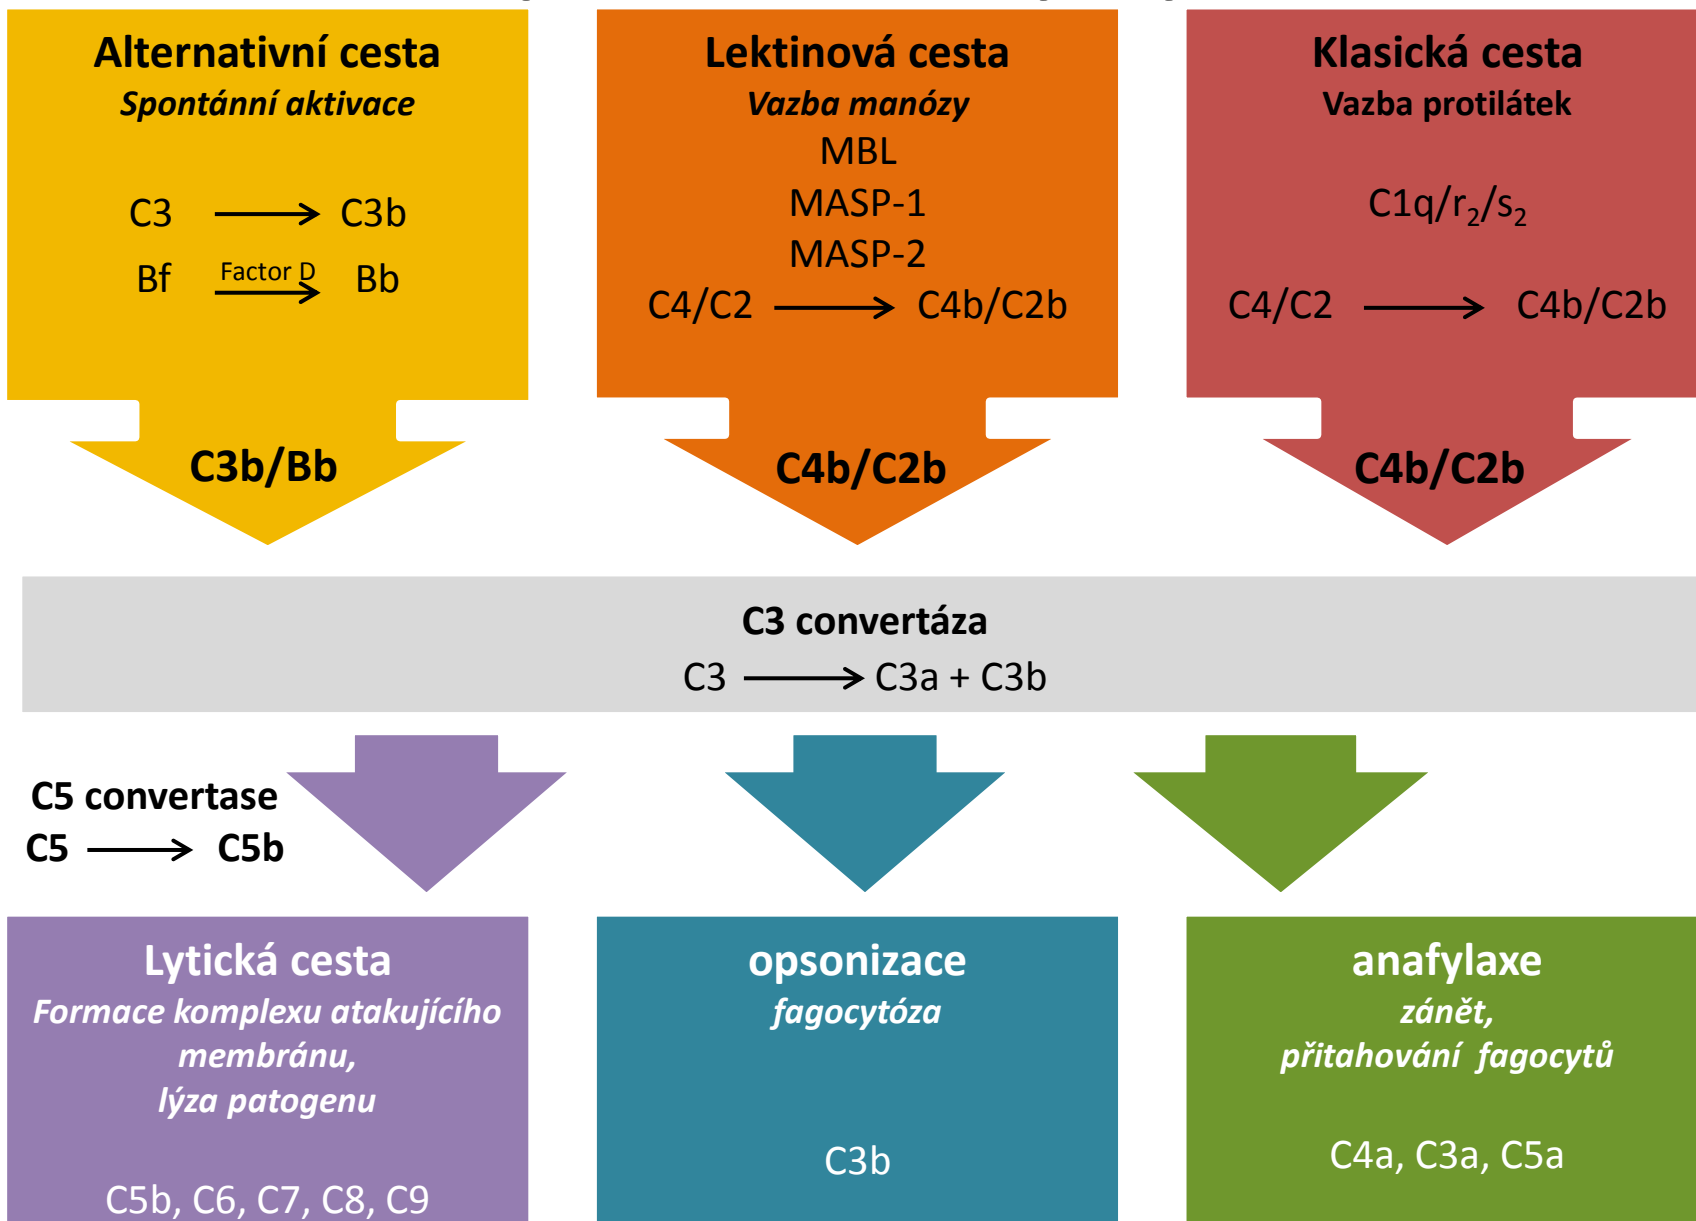 Alternativní cesta
Spontánní aktivace
C3 → C3b
Bf Factor D → Bb
C3b/Bb
Lektinová cesta
Vazba manózy
MBL
MASP-1
MASP-2
C4/C2 → C4b/C2b
C4b/C2b
Klasická cesta
Vazba protilátek
C1q/r₂/s₂
C4/C2 → C4b/C2b
C4b/C2b
C3 convertáza
C3 → C3a + C3b
C5 convertase
C5 → C5b
Lytická cesta
Formace komplexu atakujícího
membránu,
lýza patogenu
C5b, C6, C7, C8, C9
opsonizace
fagocytóza
C3b
anafylaxe
zánět,
přitahování fagocytů
C4a, C3a, C5a